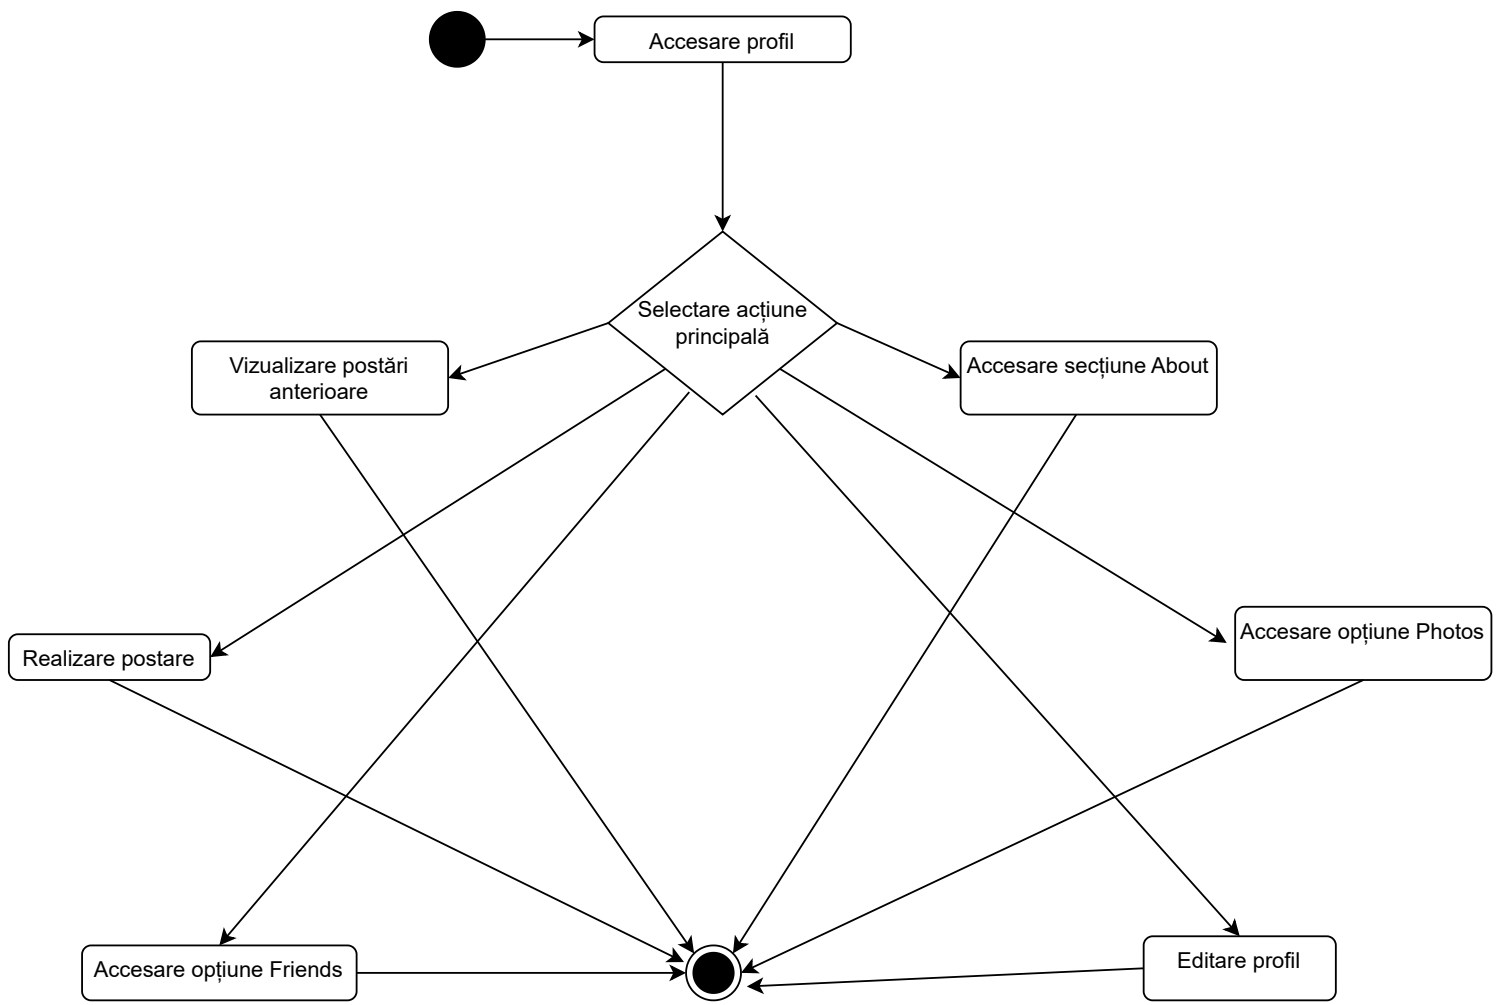 Accesare profil
Selectare acțiune
principală
Vizualizare postări
anterioare
Accesare secțiune About
Realizare postare
Accesare opțiune Photos
Accesare opțiune Friends
Editare profil